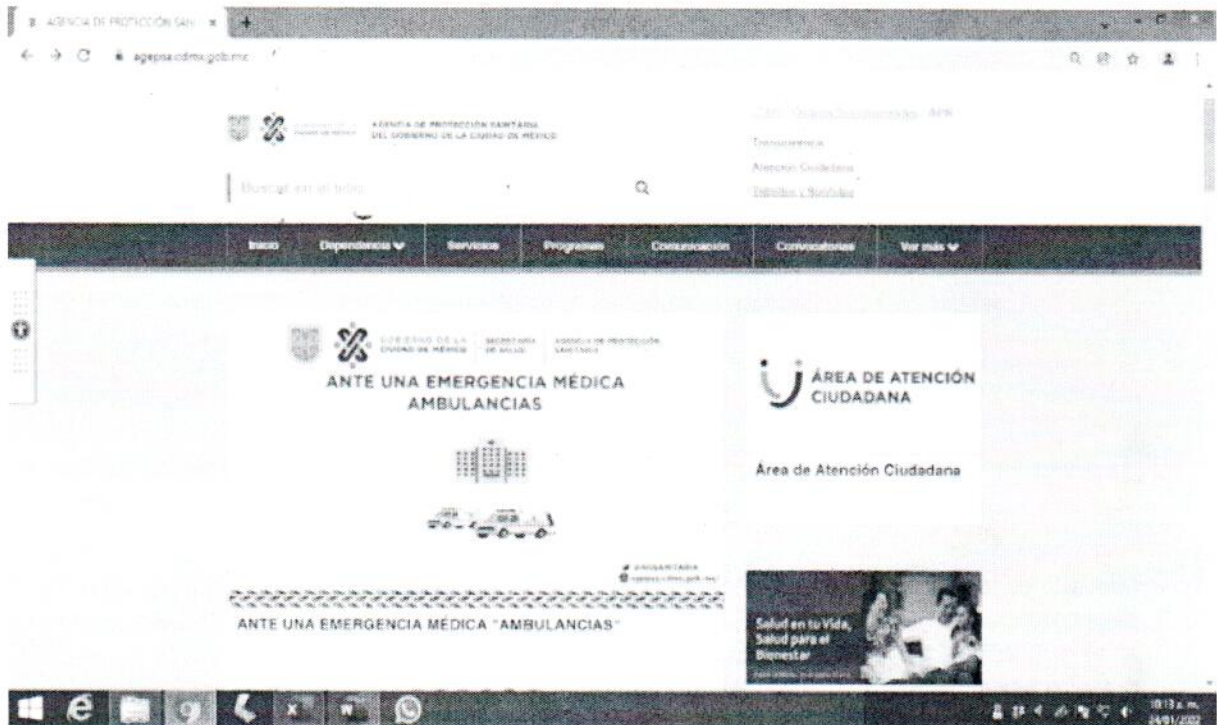 AGENCIA DE PROTECCIÓN SAN
agepsa.cdmx.gob.mx
AGENCIA DE PROTECCIÓN SANITARIA
DEL GOBIERNO DE LA CIUDAD DE MÉXICO
Transparencia
Atención Ciudadana
Trámites y Servicios
Buscar en el sitio
Inicio Dependencia Servicios Programas Comunicación Convocatorias Ver más
GOBIERNO DE LA CIUDAD DE MÉXICO
SECRETARÍA DE SALUD
AGENCIA DE PROTECCIÓN SANITARIA
ANTE UNA EMERGENCIA MÉDICA
AMBULANCIAS
ÁREA DE ATENCIÓN
CIUDADANA
Área de Atención Ciudadana
ANTE UNA EMERGENCIA MÉDICA "AMBULANCIAS"
Salud en tu Vida,
Salud para el
Bienestar
10:13 a. m.